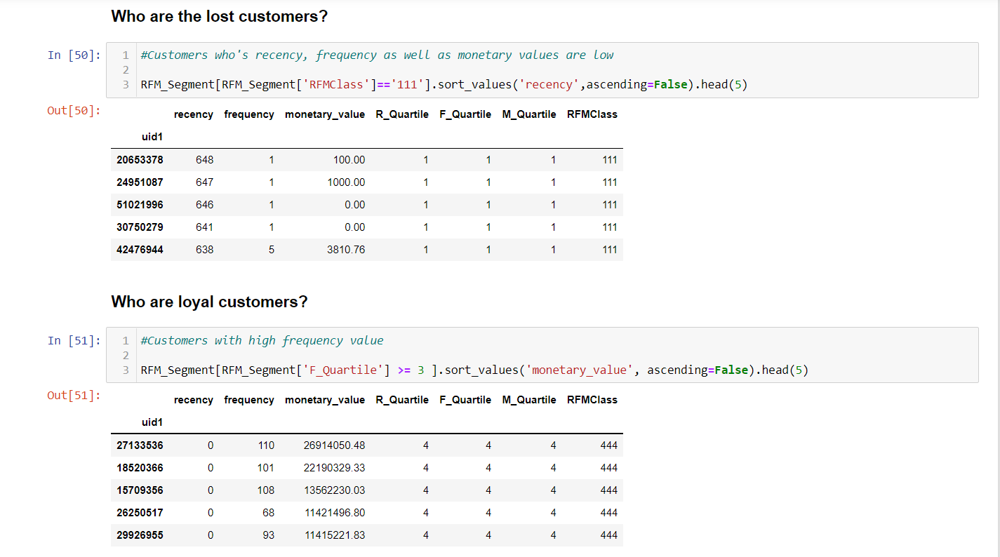 Who are the lost customers?
In [50]:
1 #Customers who's recency, frequency as well as monetary values are low
2
3 RFM_Segment[RFM_Segment['RFMClass']=='111'].sort_values('recency',ascending=False).head(5)
Out[50]:
recency frequency monetary_value R_Quartile F_Quartile M_Quartile RFMClass
uid1
20653378 648 1 100.00 1 1 1 111
24951087 647 1 1000.00 1 1 1 111
51021996 646 1 0.00 1 1 1 111
30750279 641 1 0.00 1 1 1 111
42476944 638 5 3810.76 1 1 1 111
Who are loyal customers?
In [51]:
1 #Customers with high frequency value
2
3 RFM_Segment[RFM_Segment['F_Quartile'] >= 3 ].sort_values('monetary_value', ascending=False).head(5)
Out[51]:
recency frequency monetary_value R_Quartile F_Quartile M_Quartile RFMClass
uid1
27133536 0 110 26914050.48 4 4 4 444
18520366 0 101 22190329.33 4 4 4 444
15709356 0 108 13562230.03 4 4 4 444
26250517 0 68 11421496.80 4 4 4 444
29926955 0 93 11415221.83 4 4 4 444